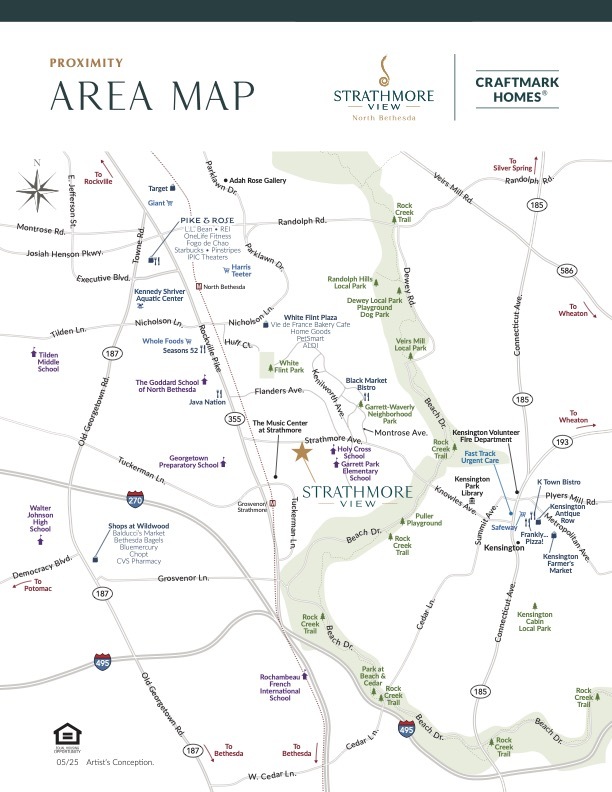 PROXIMITY
AREA MAP
STRATHMORE
VIEW
North Bethesda
CRAFTMARK
HOMES®
N
To
Rockville
E. Jefferson St.
Target
Giant
Parklawn Dr.
Adah Rose Gallery
Veirs Mill Rd.
To
Silver Spring
Randolph Rd.
185
Montrose Rd.
Towne Rd.
PIKE & ROSE
L.L. Bean • REI
OneLife Fitness
Fogo de Chao
Starbucks • Pinstripes
IPIC Theaters
Randolph Rd.
Rock
Creek
Trail
Josiah Henson Pkwy.
Parklawn Dr.
Executive Blvd.
Harris
Teeter
586
Dewey Rd.
Randolph Hills
Local Park
Kennedy Shriver
Aquatic Center
North Bethesda
Dewey Local Park
Playground
Dog Park
To
Wheaton
Connecticut Ave.
Nicholson Ln.
Nicholson Ln.
White Flint Plaza
Vie de France Bakery Cafe
Home Goods
PetSmart
ALDI
Tilden Ln.
Rockville Pike
Huff Ct.
Whole Foods
Seasons 52
Veirs Mill
Local Park
187
Tilden
Middle
School
White
Flint Park
The Goddard School
of North Bethesda
Kenilworth Ave.
Black Market
Bistro
Flanders Ave.
Java Nation
Garrett-Waverly
Neighborhood
Park
Beach Dr.
185
Old Georgetown Rd.
355
The Music Center
at Strathmore
Montrose Ave.
Kensington Volunteer
Fire Department
To
Wheaton
193
Strathmore Ave.
Rock
Creek
Trail
Holy Cross
School
Garrett Park
Elementary
School
Fast Track
Urgent Care
Georgetown
Preparatory School
Tuckerman Ln.
STRATHMORE
VIEW
Kensington
Park
Library
K Town Bistro
Knowles Ave.
Plyers Mill Rd.
270
Grosvenor/
Strathmore
Tuckerman Ln.
Summit Ave.
Safeway
Kensington
Antique
Row
Metropolitan Ave.
Walter
Johnson
High
School
Puller
Playground
Shops at Wildwood
Balducci's Market
Bethesda Bagels
Bluemercury
Chopt
CVS Pharmacy
Beach Dr.
Rock
Creek
Trail
Frankly...
Pizza!
Kensington
Kensington
Farmer's
Market
Democracy Blvd.
To
Potomac
Grosvenor Ln.
187
Connecticut Ave.
Cedar Ln.
Kensington
Cabin
Local Park
Rock
Creek
Trail
Beach Dr.
495
Rochambeau
French
International
School
Park at
Beach &
Cedar
Rock
Creek
Trail
185
Rock
Creek
Trail
Old Georgetown Rd.
495
Beach Dr.
Beach Dr.
EQUAL HOUSING
OPPORTUNITY
05/25 Artist's Conception.
187
To
Bethesda
To
Bethesda
Cedar Ln.
Rock
Creek
Trail
W. Cedar Ln.